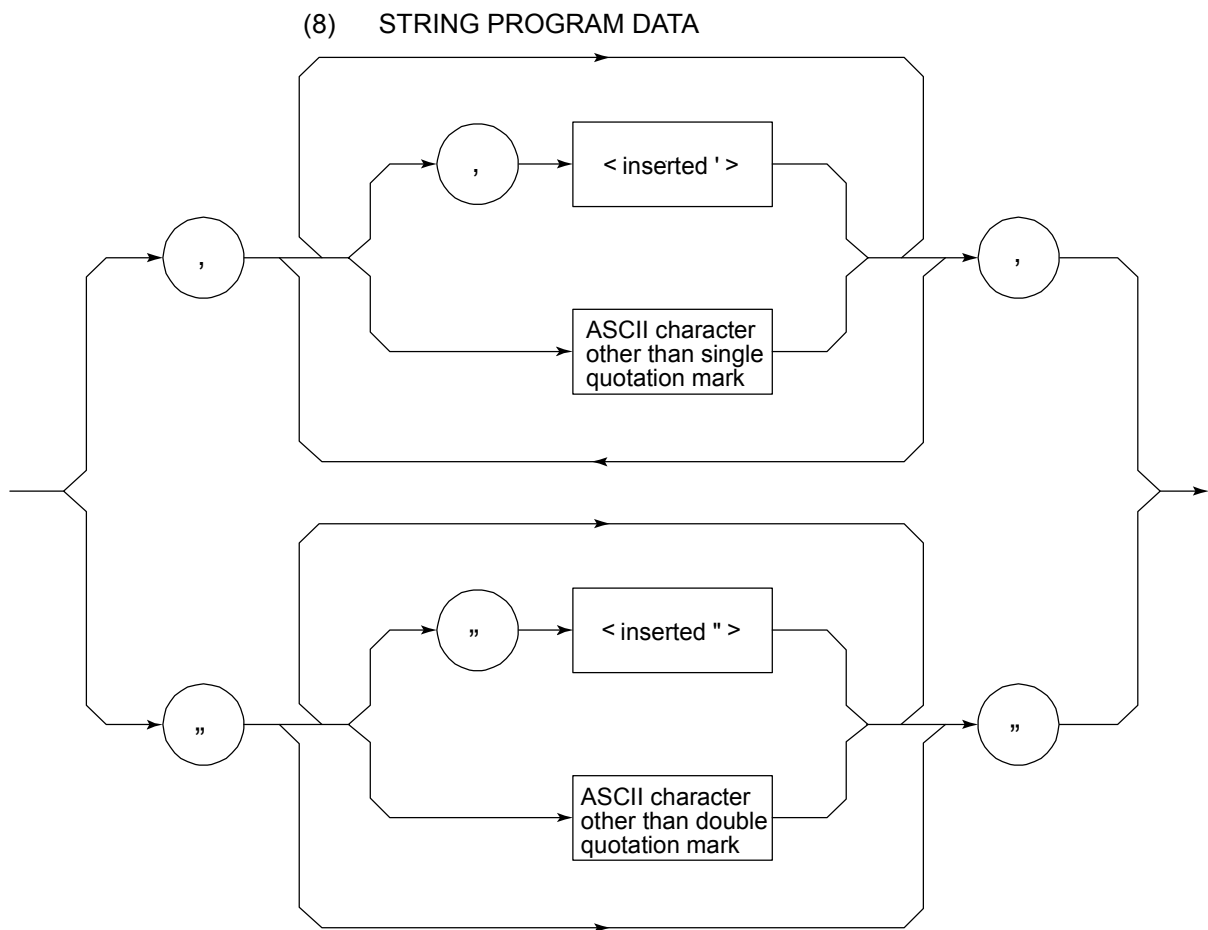 (8) STRING PROGRAM DATA
,
< inserted ' >
,
,
ASCII character
other than single
quotation mark
„
< inserted " >
„
„
ASCII character
other than double
quotation mark